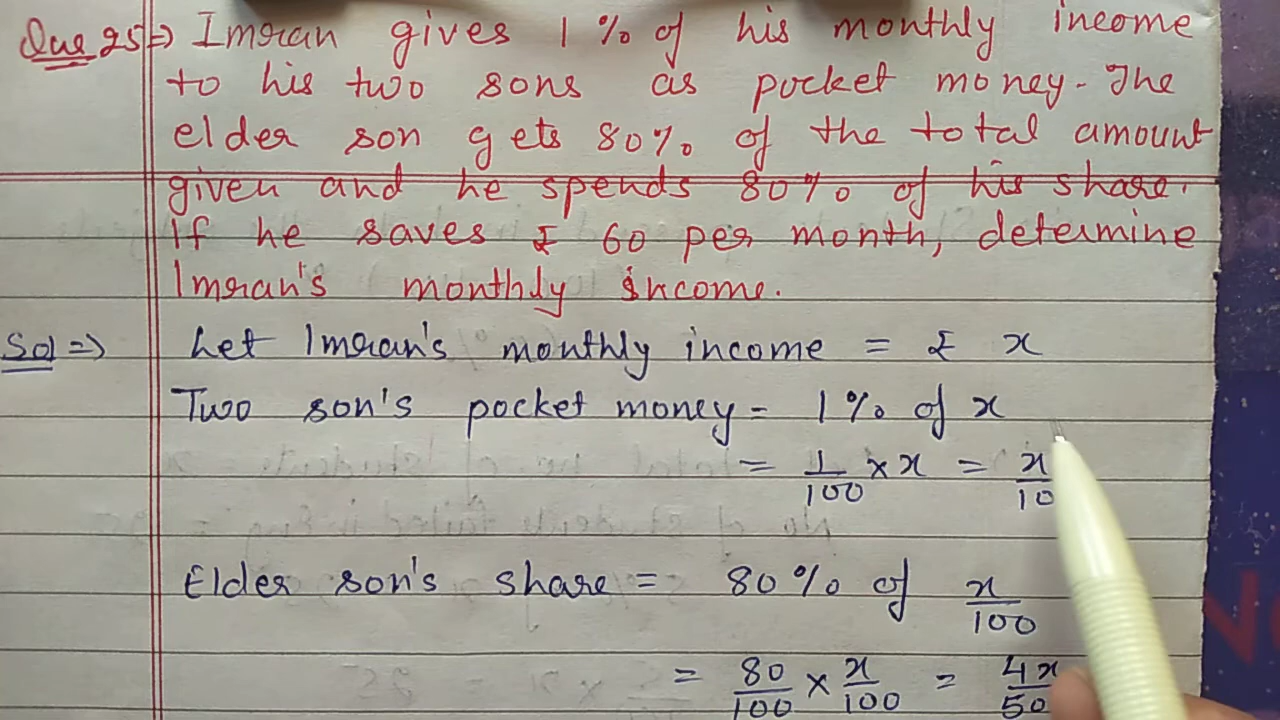 Que 25 ⇒ Imran gives 1 % of his monthly income
to his two sons as pocket money. The
elder son gets 80% of the total amount
given and he spends 80% of his share.
If he saves ₹ 60 per month, determine
Imran's monthly income.
Sol ⇒ Let Imran's monthly income = ₹ x
Two son's pocket money = 1% of x
= 1/100 × x = x/10
Elder son's share = 80% of x/100
= 80/100 × x/100 = 4x/50